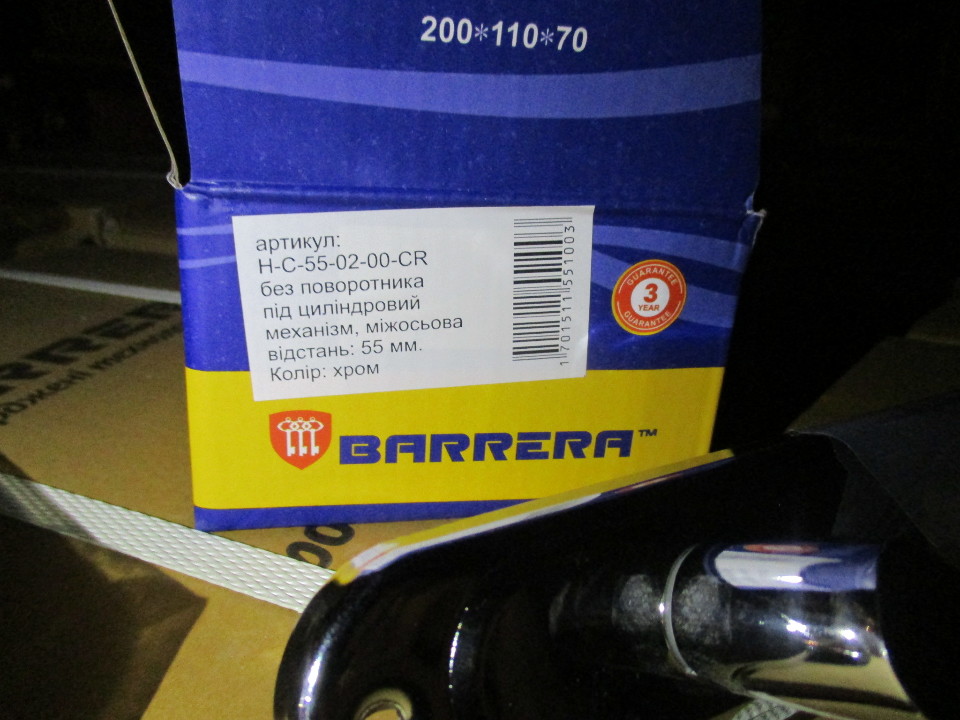 200*110*70
артикул:
H-C-55-02-00-CR
без поворотника
під циліндровий
механізм, міжосьова
відстань: 55 мм.
Колір: хром
1701511551003
GUARANTEE
3
YEAR
GUARANTEE
BARRERA™
00